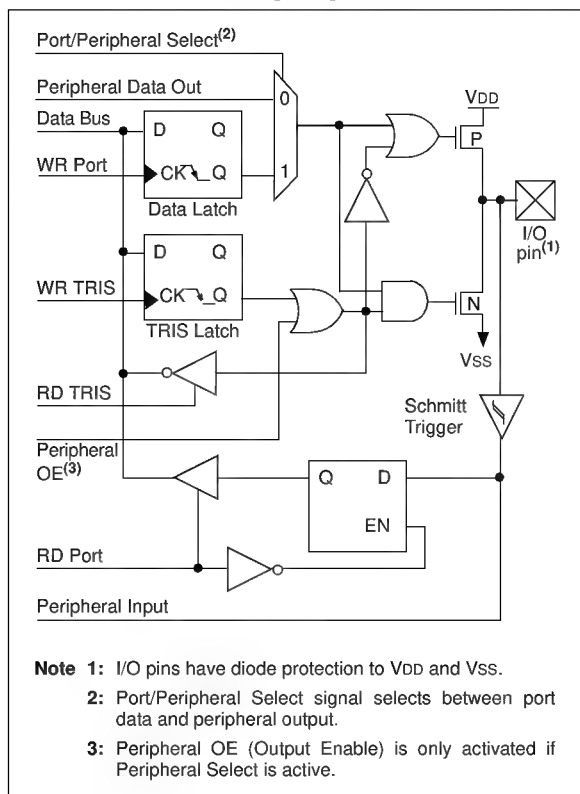 Port/Peripheral Select(2)
Peripheral Data Out
Data Bus
WR Port
D Q
CK Q
Data Latch
0
1
VDD
P
I/O
pin(1)
D Q
CK Q
TRIS Latch
WR TRIS
N
VSS
RD TRIS
Schmitt
Trigger
Peripheral
OE(3)
Q D
EN
RD Port
Peripheral Input
Note 1: I/O pins have diode protection to VDD and VSS.
2: Port/Peripheral Select signal selects between port
data and peripheral output.
3: Peripheral OE (Output Enable) is only activated if
Peripheral Select is active.